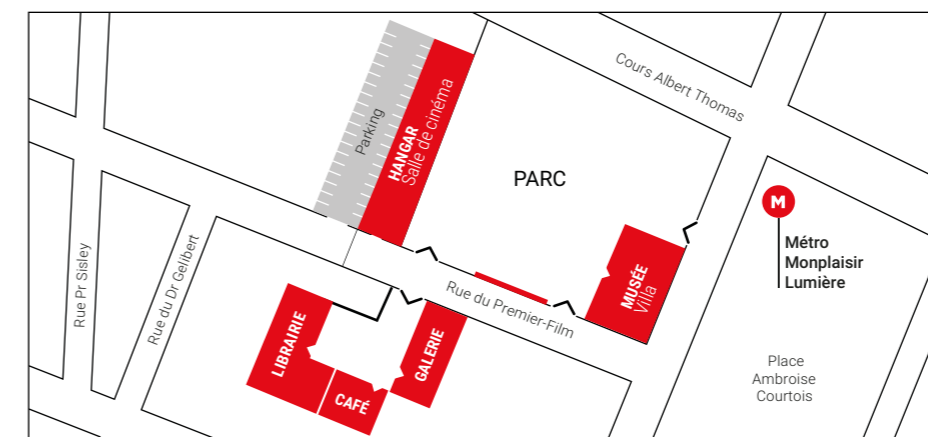 Cours Albert Thomas
Parking
HANGAR
Salle de cinéma
PARC
M
Métro
Monplaisir
Lumière
MUSÉE
Villa
Rue Pr Sisley
Rue du Dr Gelibert
Rue du Premier-Film
LIBRAIRIE
GALERIE
CAFÉ
Place
Ambroise
Courtois